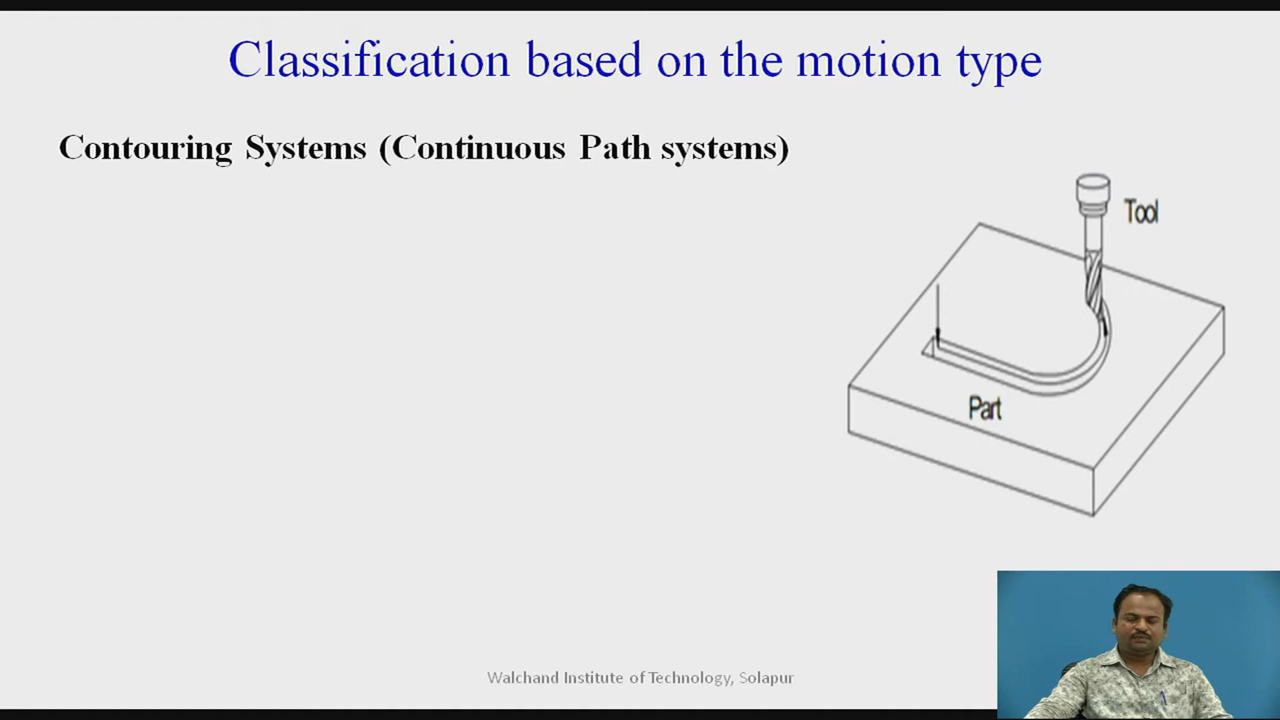 Classification based on the motion type
Contouring Systems (Continuous Path systems)
Tool
Part
Walchand Institute of Technology, Solapur